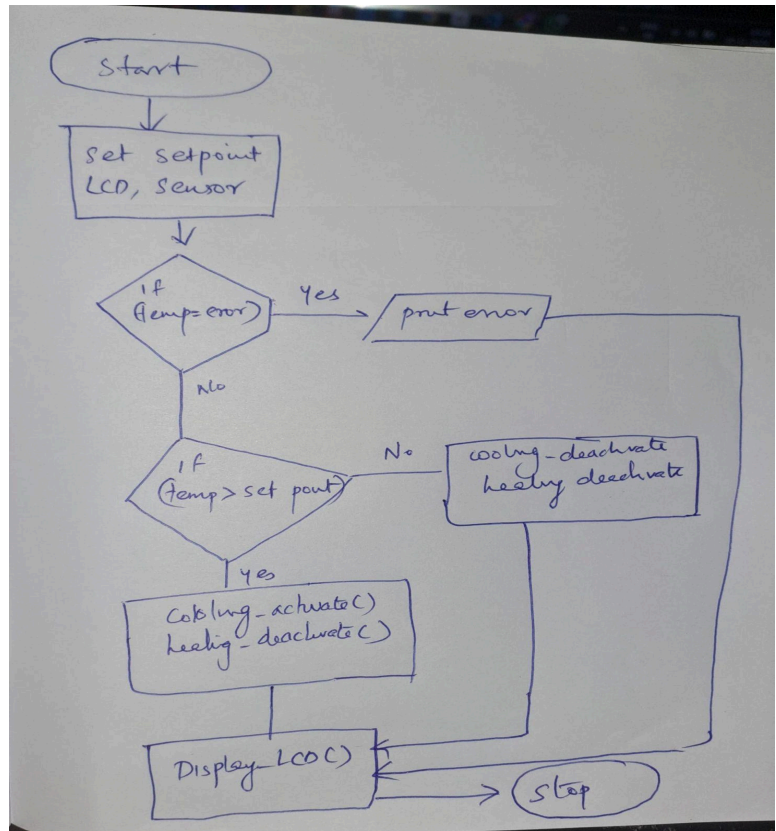 Start
Set setpoint
LCD, Sensor
if
(temp=error)
Yes
print error
No
if
(temp> set point)
No
cooling-deactivate
heating deactivate
yes
cooling-activate()
heating-deactivate()
Display-LCD()
Stop